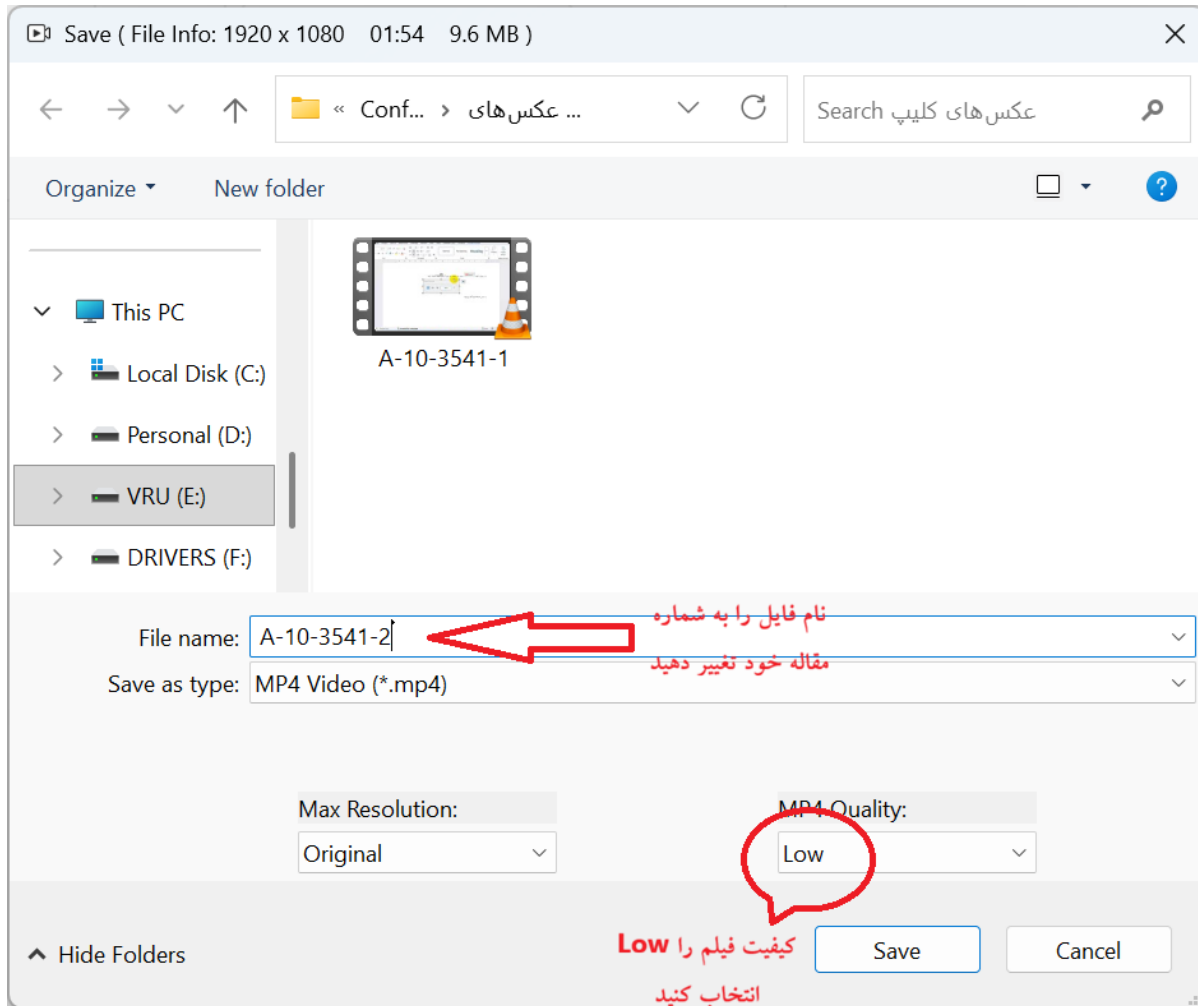 Save ( File Info: 1920 x 1080 01:54 9.6 MB )
« Conf... › عکس‌های ...
Search عکس‌های کلیپ
Organize New folder
This PC
A-10-3541-1
Local Disk (C:)
Personal (D:)
VRU (E:)
DRIVERS (F:)
نام فایل را به شماره
File name: A-10-3541-2
مقاله خود تغییر دهید
Save as type: MP4 Video (*.mp4)
Max Resolution: MP4 Quality:
Original Low
کیفیت فیلم را Low
Hide Folders Save Cancel
انتخاب کنید